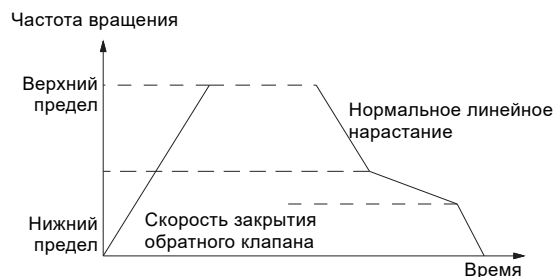 Частота вращения
Верхний
предел
Нормальное линейное
нарастание
Нижний
предел
Скорость закрытия
обратного клапана
Время